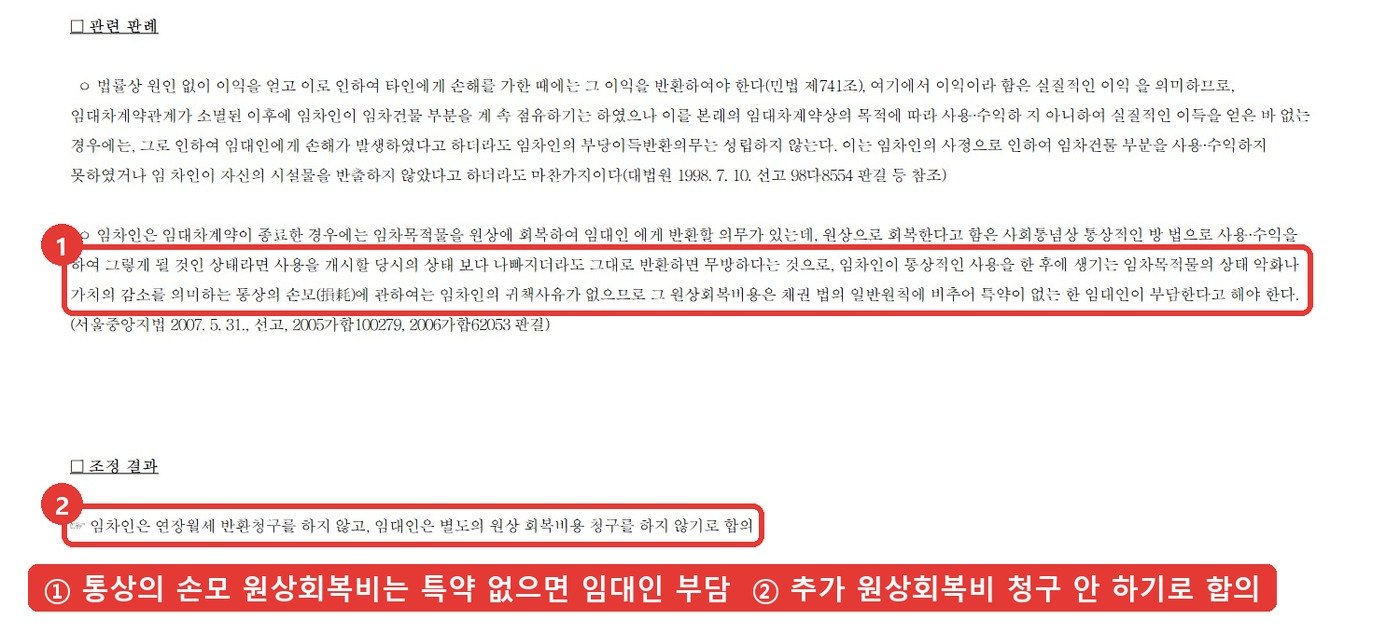 □ 관련 판례
○ 법률상 원인 없이 이익을 얻고 이로 인하여 타인에게 손해를 가한 때에는 그 이익을 반환하여야 한다(민법 제741조), 여기에서 이익이라 함은 실질적인 이익 을 의미하므로,
임대차계약관계가 소멸된 이후에 임차인이 임차건물 부분을 계 속 점유하기는 하였으나 이를 본래의 임대차계약상의 목적에 따라 사용·수익하 지 아니하여 실질적인 이득을 얻은 바 없는
경우에는, 그로 인하여 임대인에게 손해가 발생하였다고 하더라도 임차인의 부당이득반환의무는 성립하지 않는다. 이는 임차인의 사정으로 인하여 임차건물 부분을 사용·수익하지
못하였거나 임 차인이 자신의 시설물을 반출하지 않았다고 하더라도 마찬가지이다(대법원 1998. 7. 10. 선고 98다8554 판결 등 참조)
1
○ 임차인은 임대차계약이 종료한 경우에는 임차목적물을 원상에 회복하여 임대인 에게 반환할 의무가 있는데, 원상으로 회복한다고 함은 사회통념상 통상적인 방 법으로 사용·수익을
하여 그렇게 될 것인 상태라면 사용을 개시할 당시의 상태 보다 나빠지더라도 그대로 반환하면 무방하다는 것으로, 임차인이 통상적인 사용을 한 후에 생기는 임차목적물의 상태 악화나
가치의 감소를 의미하는 통상의 손모(損耗)에 관하여는 임차인의 귀책사유가 없으므로 그 원상회복비용은 채권 법의 일반원칙에 비추어 특약이 없는 한 임대인이 부담한다고 해야 한다.
(서울중앙지법 2007. 5. 31., 선고, 2005가합100279, 2006가합62053 판결)
□ 조정 결과
2
☞ 임차인은 연장월세 반환청구를 하지 않고, 임대인은 별도의 원상 회복비용 청구를 하지 않기로 합의
① 통상의 손모 원상회복비는 특약 없으면 임대인 부담 ② 추가 원상회복비 청구 안 하기로 합의